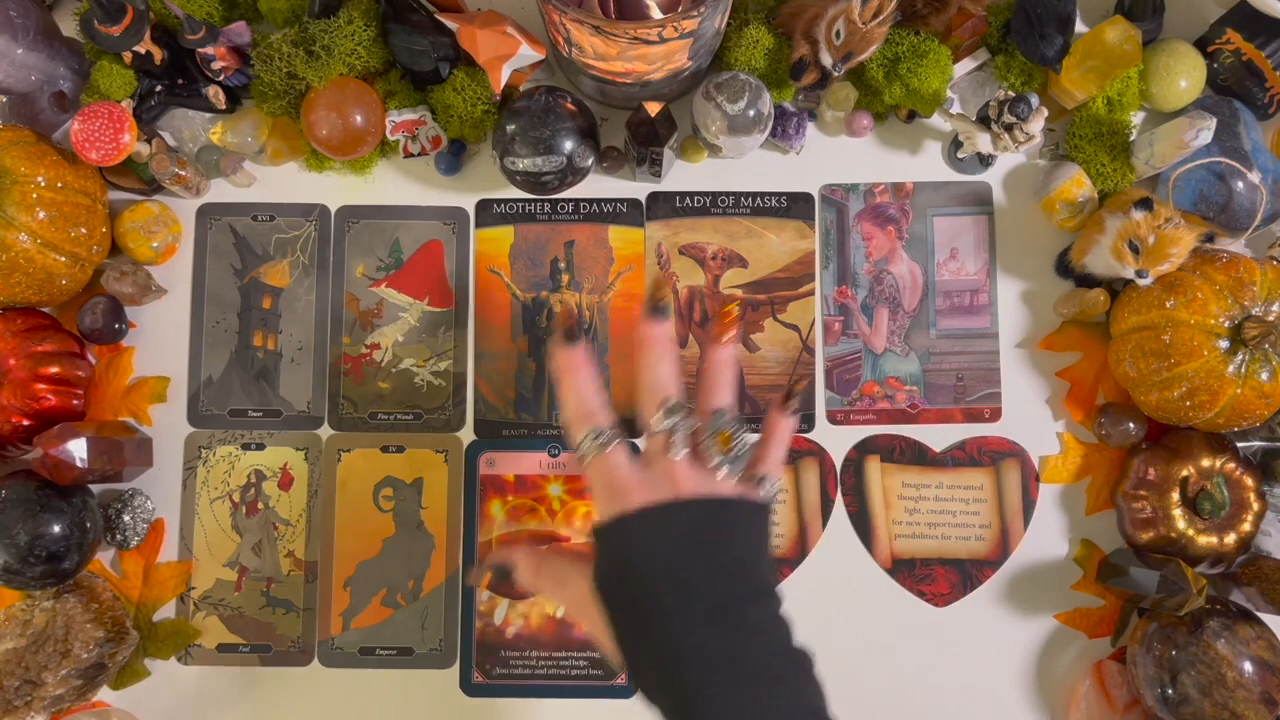 XVI
Tower
Five of Wands
MOTHER OF DAWN
THE EMISSARY
BEAUTY - AGENCY
LADY OF MASKS
THE SHAPER
27 - Empathy
0
Fool
IV
Emperor
34
Unity
A time of divine understanding,
renewal, peace and hope.
You radiate and attract great love.
are
Imagine all unwanted
thoughts dissolving into
light, creating room
for new opportunities and
possibilities for your life.